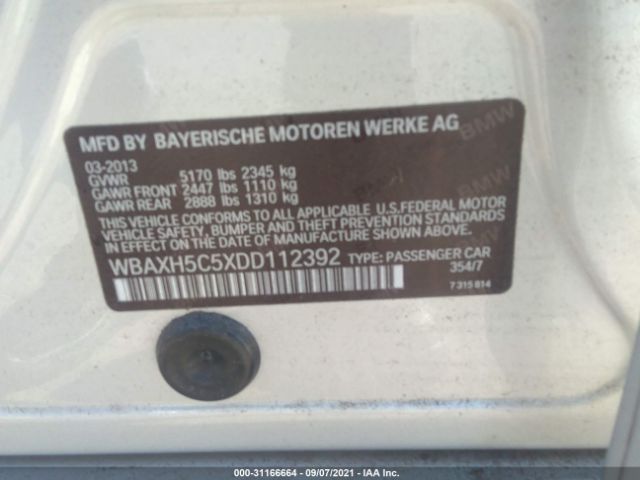 MFD BY BAYERISCHE MOTOREN WERKE AG
03-2013
GVWR 5170 lbs 2345 kg
GAWR FRONT 2447 lbs 1110 kg
GAWR REAR 2888 lbs 1310 kg
THIS VEHICLE CONFORMS TO ALL APPLICABLE U.S.FEDERAL MOTOR
VEHICLE SAFETY, BUMPER, AND THEFT PREVENTION STANDARDS
IN EFFECT ON THE DATE OF MANUFACTURE SHOWN ABOVE.
WBAXH5C5XDD112392 TYPE: PASSENGER CAR
354/7
7 315 814
BMW
BMW
000-31166664 - 09/07/2021 - IAA Inc.